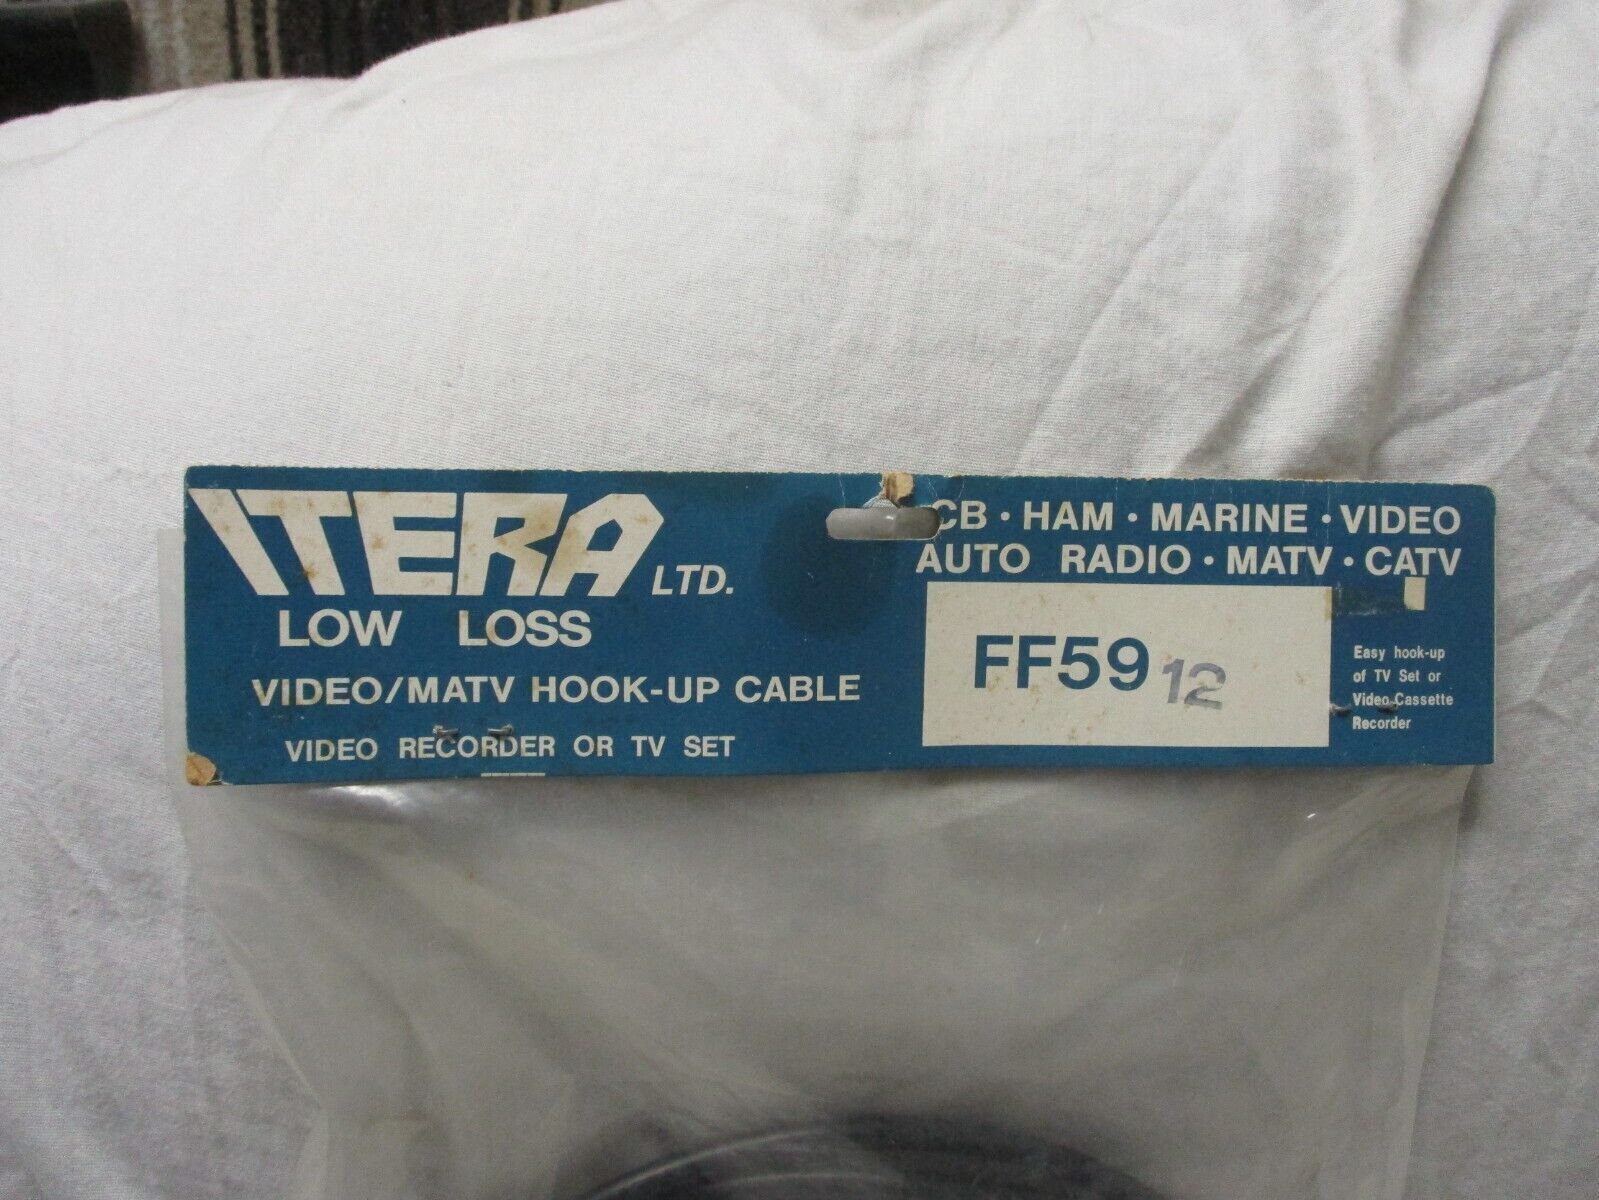 ITERA LTD.
LOW LOSS
VIDEO/MATV HOOK-UP CABLE
VIDEO RECORDER OR TV SET
CB · HAM · MARINE · VIDEO
AUTO RADIO · MATV · CATV
FF59 12
Easy hook-up
of TV Set or
Video Cassette
Recorder